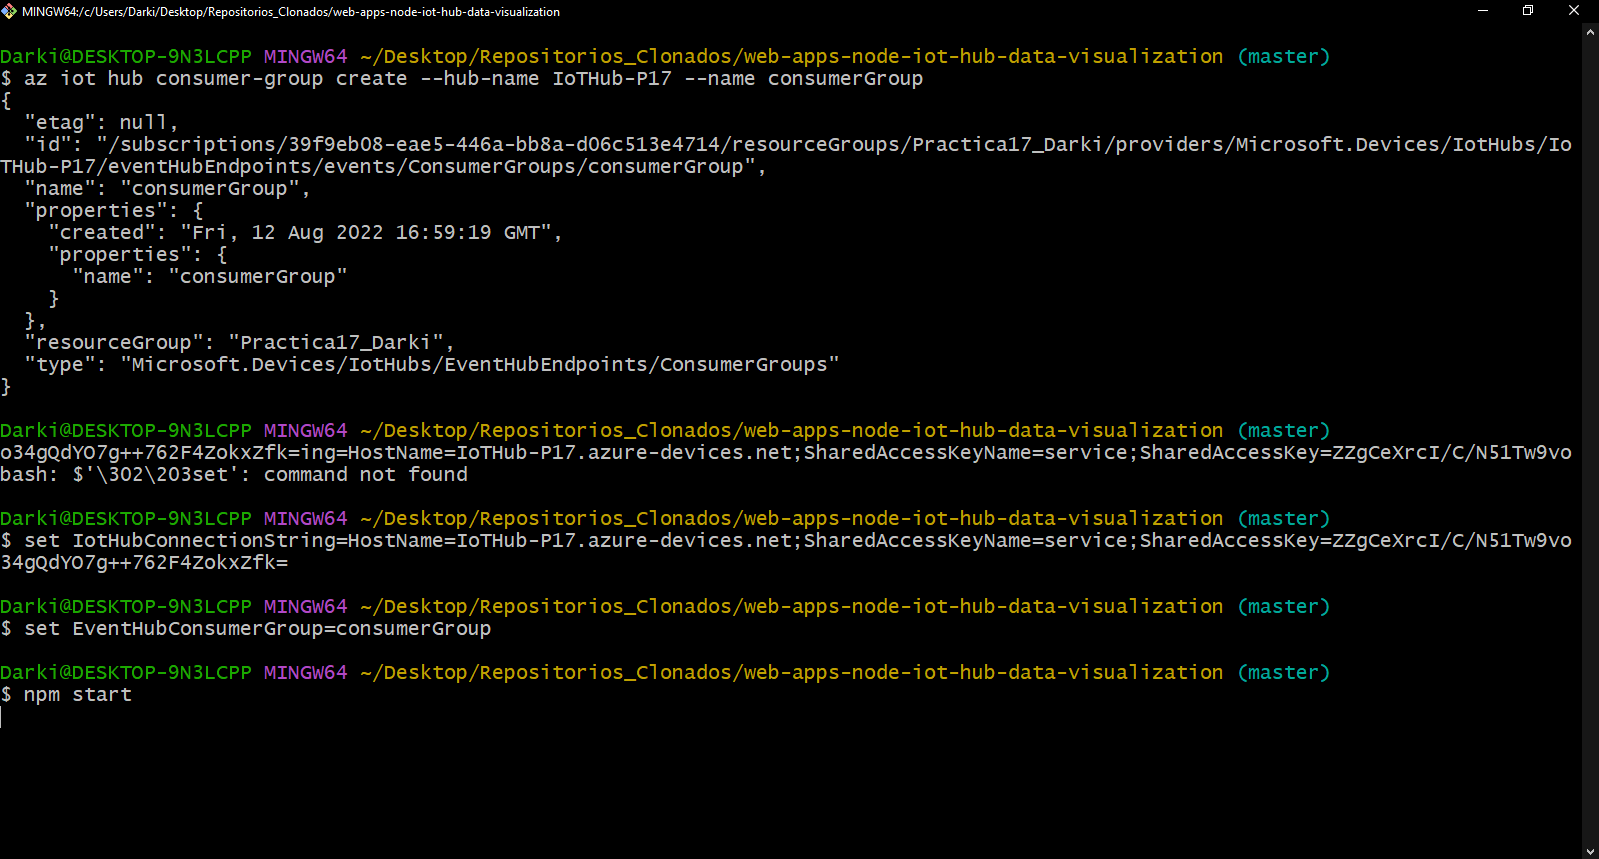 MINGW64:/c/Users/Darki/Desktop/Repositorios_Clonados/web-apps-node-iot-hub-data-visualization
Darki@DESKTOP-9N3LCPP MINGW64 ~/Desktop/Repositorios_Clonados/web-apps-node-iot-hub-data-visualization (master)
$ az iot hub consumer-group create --hub-name IoTHub-P17 --name consumerGroup
{
  "etag": null,
  "id": "/subscriptions/39f9eb08-eae5-446a-bb8a-d06c513e4714/resourceGroups/Practica17_Darki/providers/Microsoft.Devices/IotHubs/Io
THub-P17/eventHubEndpoints/events/ConsumerGroups/consumerGroup",
  "name": "consumerGroup",
  "properties": {
    "created": "Fri, 12 Aug 2022 16:59:19 GMT",
    "properties": {
      "name": "consumerGroup"
    }
  },
  "resourceGroup": "Practica17_Darki",
  "type": "Microsoft.Devices/IotHubs/EventHubEndpoints/ConsumerGroups"
}
Darki@DESKTOP-9N3LCPP MINGW64 ~/Desktop/Repositorios_Clonados/web-apps-node-iot-hub-data-visualization (master)
o34gQdYO7g++762F4ZokxZfk=ing=HostName=IoTHub-P17.azure-devices.net;SharedAccessKeyName=service;SharedAccessKey=ZZgCeXrcI/C/N51Tw9vo
bash: $'\302\203set': command not found
Darki@DESKTOP-9N3LCPP MINGW64 ~/Desktop/Repositorios_Clonados/web-apps-node-iot-hub-data-visualization (master)
$ set IotHubConnectionString=HostName=IoTHub-P17.azure-devices.net;SharedAccessKeyName=service;SharedAccessKey=ZZgCeXrcI/C/N51Tw9vo
34gQdYO7g++762F4ZokxZfk=
Darki@DESKTOP-9N3LCPP MINGW64 ~/Desktop/Repositorios_Clonados/web-apps-node-iot-hub-data-visualization (master)
$ set EventHubConsumerGroup=consumerGroup
Darki@DESKTOP-9N3LCPP MINGW64 ~/Desktop/Repositorios_Clonados/web-apps-node-iot-hub-data-visualization (master)
$ npm start